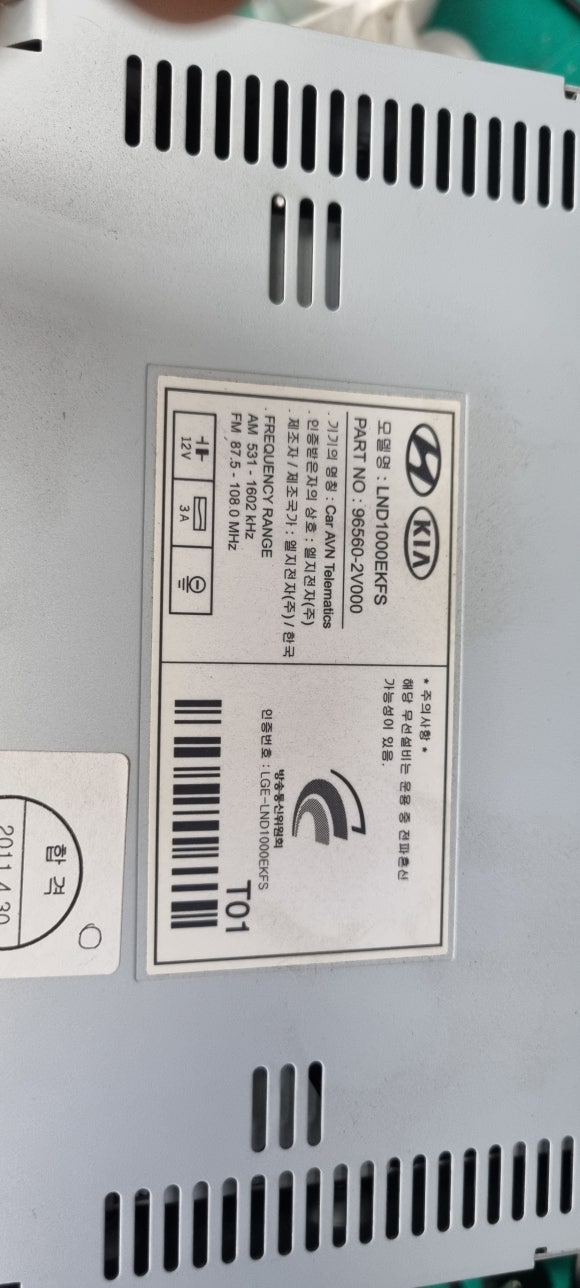 KIA
모델명 : LND1000EKFS
PART NO : 96560-2V000
. 기기의 명칭 : Car AVN Telematics
. 인증받은자의 상호 : 엘지전자(주)
. 제조자 / 제조국가 : 엘지전자(주) / 한국
. FREQUENCY RANGE
AM 531 - 1602 kHz
FM 87.5 - 108.0 MHz
12V
3A
* 주의사항 *
해당 무선설비는 운용 중 전파혼신
가능성이 있음.
방송통신위원회
인증번호 : LGE-LND1000EKFS
T01
합격
2011.4.30